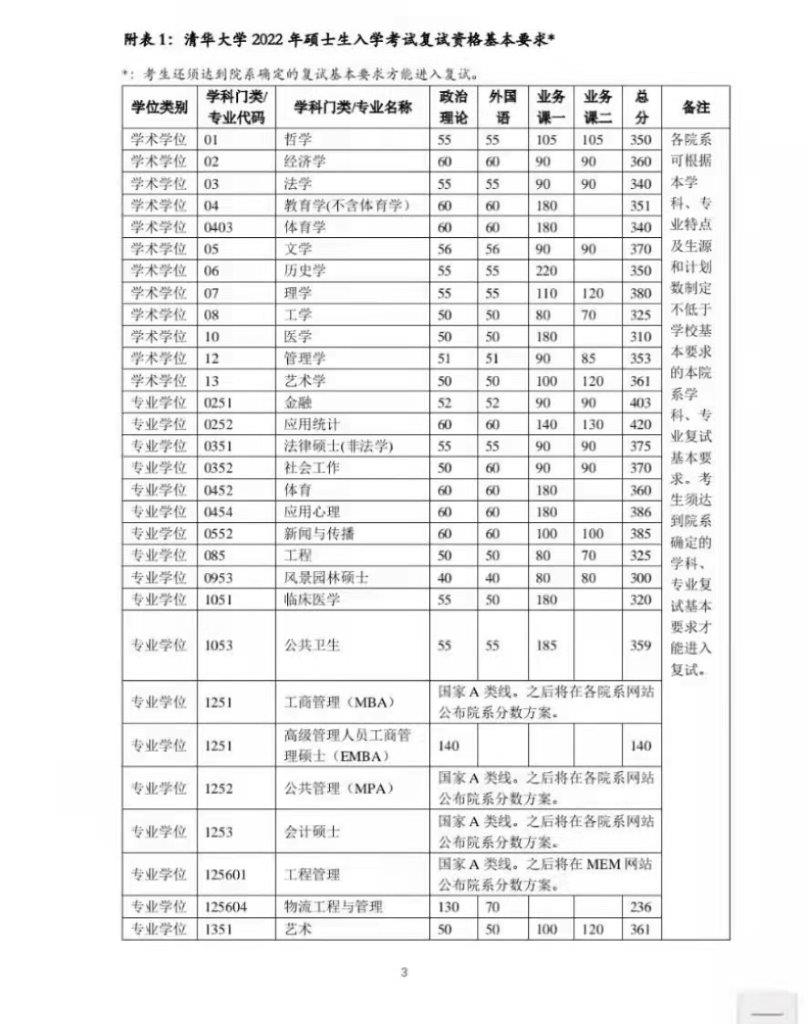 附表 1：清华大学 2022 年硕士生入学考试复试资格基本要求*
*：考生还须达到院系确定的复试基本要求方能进入复试。
学位类别 学科门类/专业代码 学科门类/专业名称 政治理论 外国语 业务课一 业务课二 总分 备注
学术学位 01 哲学 55 55 105 105 350
学术学位 02 经济学 60 60 90 90 360
学术学位 03 法学 55 55 90 90 340
学术学位 04 教育学(不含体育学） 60 60 180 351
学术学位 0403 体育学 60 60 180 340
学术学位 05 文学 56 56 90 90 370
学术学位 06 历史学 55 55 220 350
学术学位 07 理学 55 55 110 120 380
学术学位 08 工学 50 50 80 70 325
学术学位 10 医学 50 50 180 310
学术学位 12 管理学 51 51 90 85 353
学术学位 13 艺术学 50 50 100 120 361
专业学位 0251 金融 52 52 90 90 403
专业学位 0252 应用统计 60 60 140 130 420
专业学位 0351 法律硕士(非法学) 55 55 90 90 375
专业学位 0352 社会工作 50 60 90 90 370
专业学位 0452 体育 60 60 180 360
专业学位 0454 应用心理 60 60 180 386
专业学位 0552 新闻与传播 60 60 100 100 385
专业学位 085 工程 50 50 80 70 325
专业学位 0953 风景园林硕士 40 40 80 80 300
专业学位 1051 临床医学 55 50 180 320
专业学位 1053 公共卫生 55 55 185 359
专业学位 1251 工商管理（MBA） 国家 A 类线。之后将在各院系网站
公布院系分数方案。
专业学位 1251 高级管理人员工商管
理硕士（EMBA） 140 140
专业学位 1252 公共管理（MPA） 国家 A 类线。之后将在各院系网站
公布院系分数方案。
专业学位 1253 会计硕士 国家 A 类线。之后将在各院系网站
公布院系分数方案。
专业学位 125601 工程管理 国家 A 类线。之后将在 MEM 网站
公布院系分数方案。
专业学位 125604 物流工程与管理 130 70 236
专业学位 1351 艺术 50 50 100 120 361
各院系
可根据
本学
科、专
业特点
及生源
和计划
数制定
不低于
学校基
本要求
的本院
系学
科、专
业复试
基本要
求。考
生须达
到院系
确定的
学科、
专业复
试基本
要求才
能进入
复试。
3